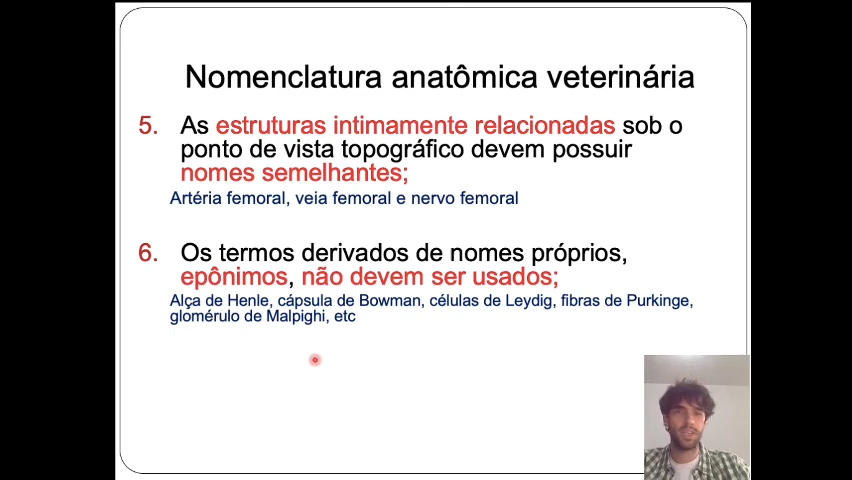 Nomenclatura anatômica veterinária
5. As estruturas intimamente relacionadas sob o
ponto de vista topográfico devem possuir
nomes semelhantes;
Artéria femoral, veia femoral e nervo femoral
6. Os termos derivados de nomes próprios,
epônimos, não devem ser usados;
Alça de Henle, cápsula de Bowman, células de Leydig, fibras de Purkinge,
glomérulo de Malpighi, etc